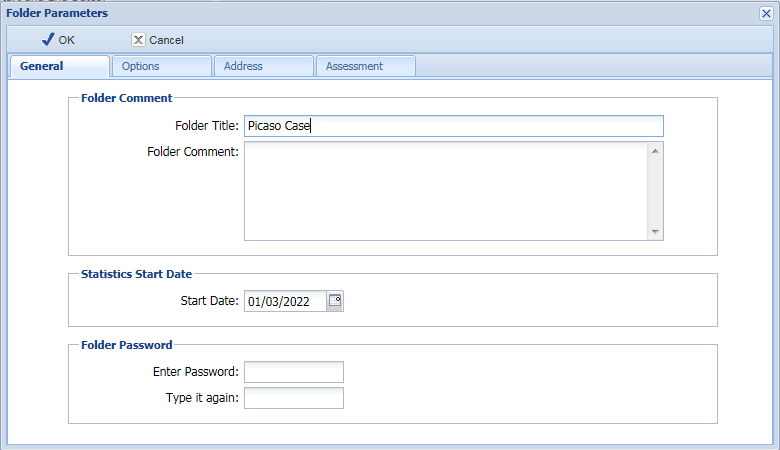 Folder Parameters
OK Cancel
General Options Address Assessment
Folder Comment
Folder Title: Picaso Case
Folder Comment:
Statistics Start Date
Start Date: 01/03/2022
Folder Password
Enter Password:
Type it again: